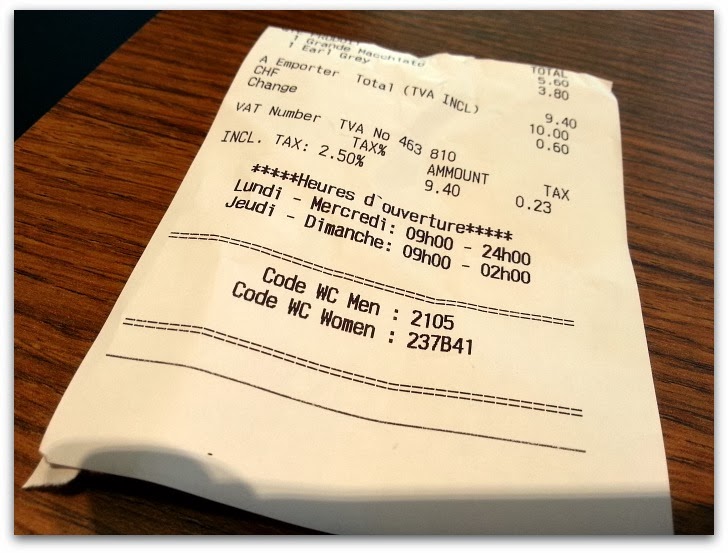 TOTAL
1 Grande Macchiato 5.60
1 Earl Grey 3.80
A Emporter Total (TVA INCL) 9.40
CHF 10.00
Change 0.60
VAT Number TVA No 463 810
TAX% AMMOUNT TAX
INCL. TAX: 2.50% 9.40 0.23
*****Heures d`ouverture*****
Lundi - Mercredi: 09h00 - 24h00
Jeudi - Dimanche: 09h00 - 02h00
Code WC Men : 2105
Code WC Women : 237B41